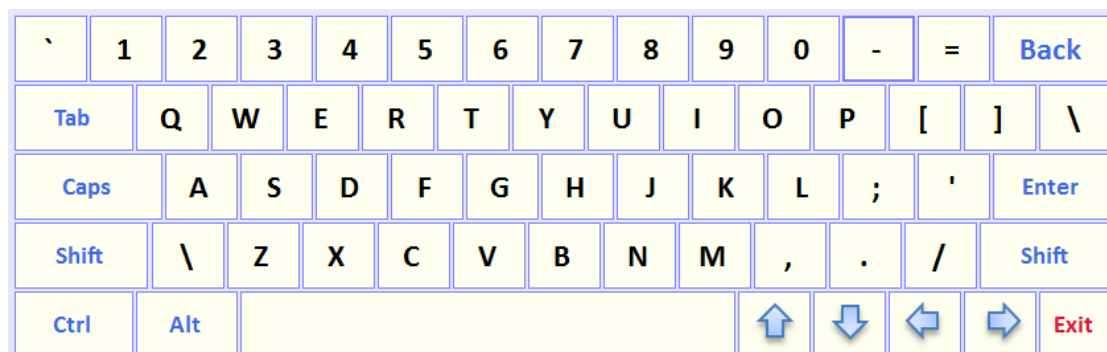 ` 1 2 3 4 5 6 7 8 9 0 - = Back
Tab Q W E R T Y U I O P [ ] \
Caps A S D F G H J K L ; ' Enter
Shift \ Z X C V B N M , . / Shift
Ctrl Alt Exit